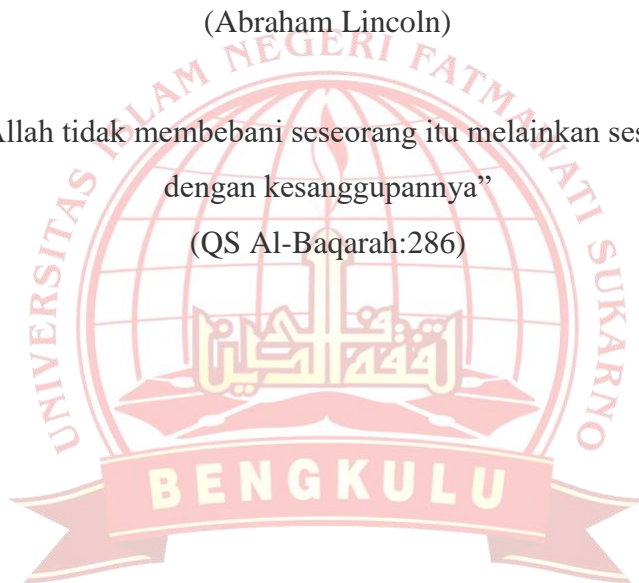 (Abraham Lincoln)
Allah tidak membebani seseorang itu melainkan ses
dengan kesanggupannya”
(QS Al-Baqarah:286)
UNIVERSITAS ISLAM NEGERI FATMAWATI SUKARNO
BENGKULU